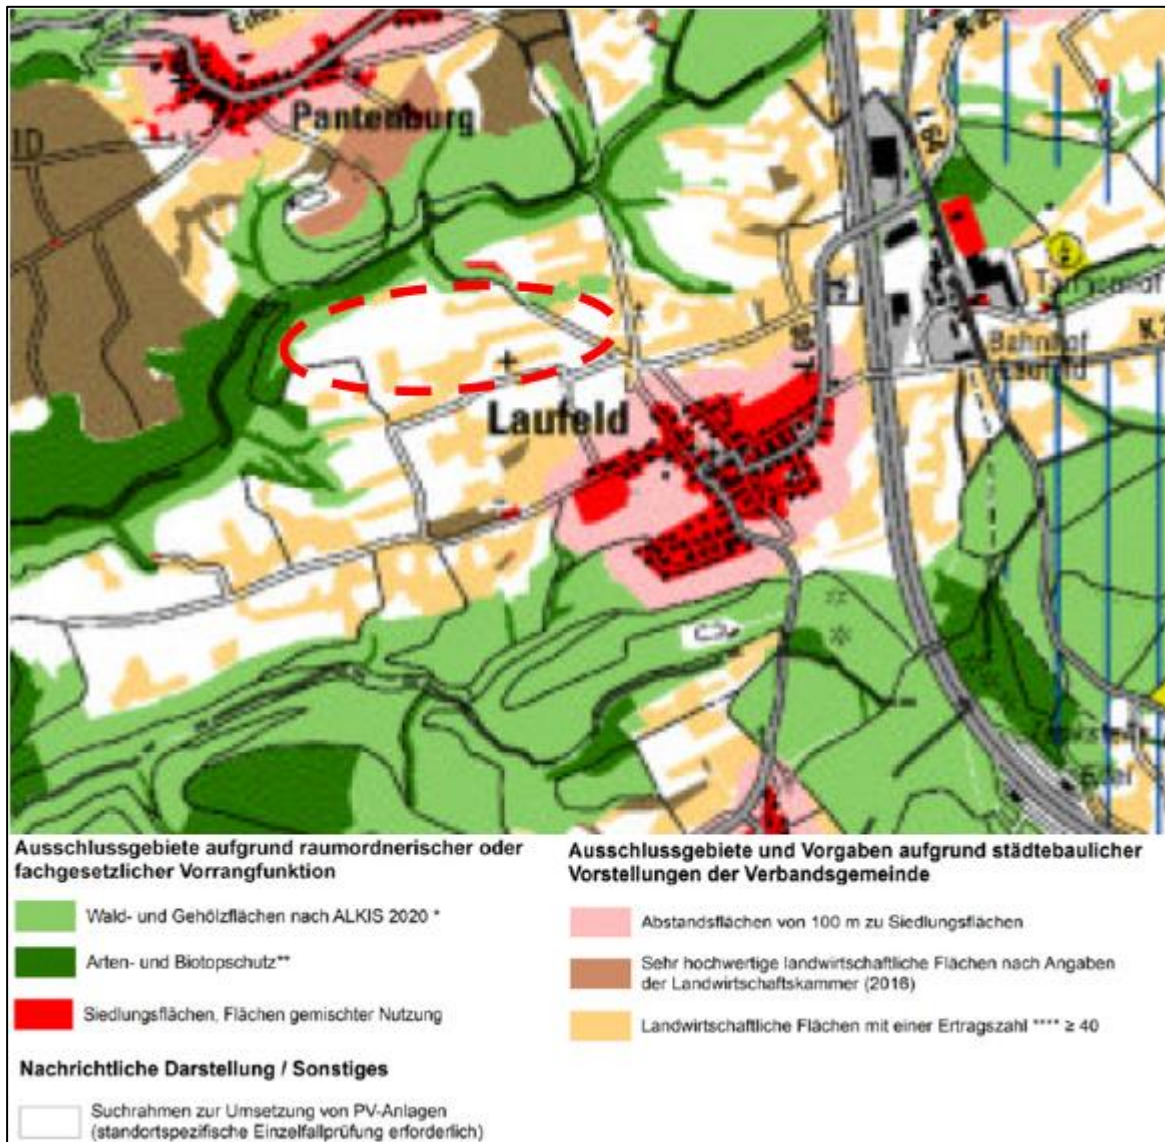 Pantenburg
ID
Laufeld
Bahnhof
Laufeld
Ausschlussgebiete aufgrund raumordnerischer oder
fachgesetzlicher Vorrangfunktion
Wald- und Gehölzflächen nach ALKIS 2020 *
Arten- und Biotopschutz**
Siedlungsflächen, Flächen gemischter Nutzung
Nachrichtliche Darstellung / Sonstiges
Suchrahmen zur Umsetzung von PV-Anlagen
(standortspezifische Einzelfallprüfung erforderlich)
Ausschlussgebiete und Vorgaben aufgrund städtebaulicher
Vorstellungen der Verbandsgemeinde
Abstandsflächen von 100 m zu Siedlungsflächen
Sehr hochwertige landwirtschaftliche Flächen nach Angaben
der Landwirtschaftskammer (2016)
Landwirtschaftliche Flächen mit einer Ertragszahl **** ≥ 40